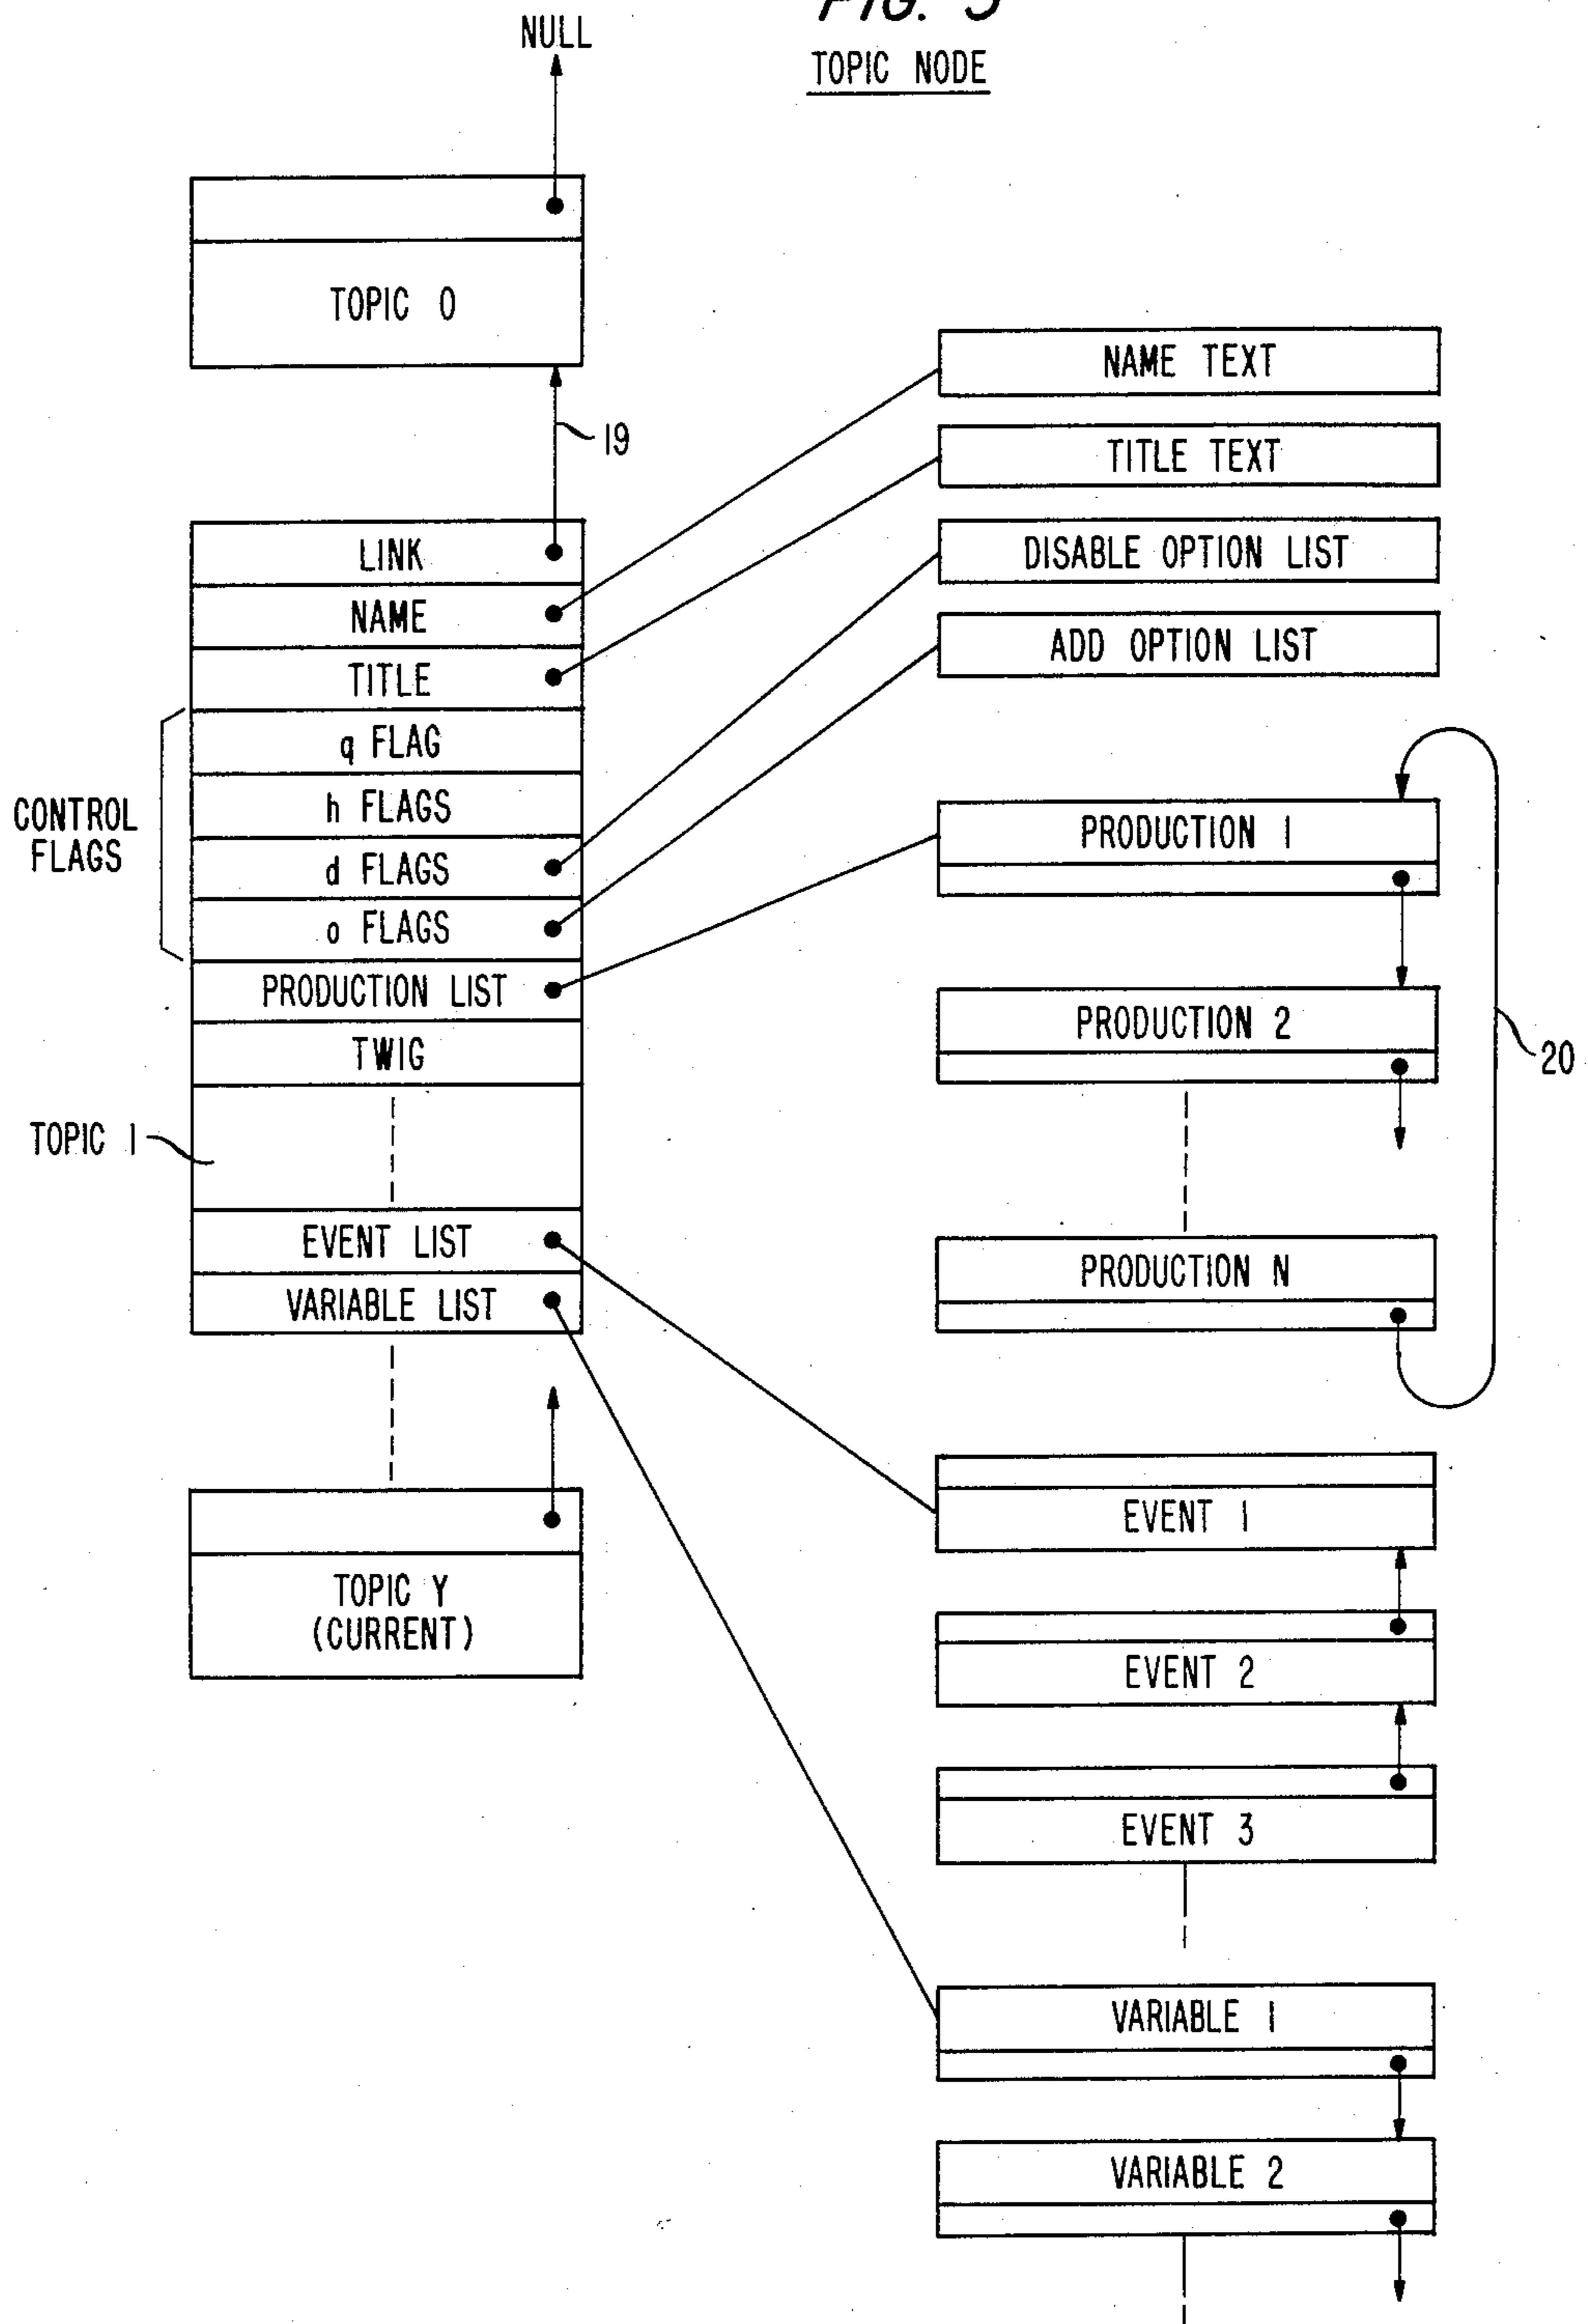 FIG. 5
TOPIC NODE
NULL
TOPIC 0
19
LINK
NAME
TITLE
q FLAG
h FLAGS
d FLAGS
o FLAGS
PRODUCTION LIST
TWIG
EVENT LIST
VARIABLE LIST
CONTROL
FLAGS
TOPIC 1
TOPIC Y
(CURRENT)
NAME TEXT
TITLE TEXT
DISABLE OPTION LIST
ADD OPTION LIST
PRODUCTION 1
PRODUCTION 2
PRODUCTION N
20
EVENT 1
EVENT 2
EVENT 3
VARIABLE 1
VARIABLE 2